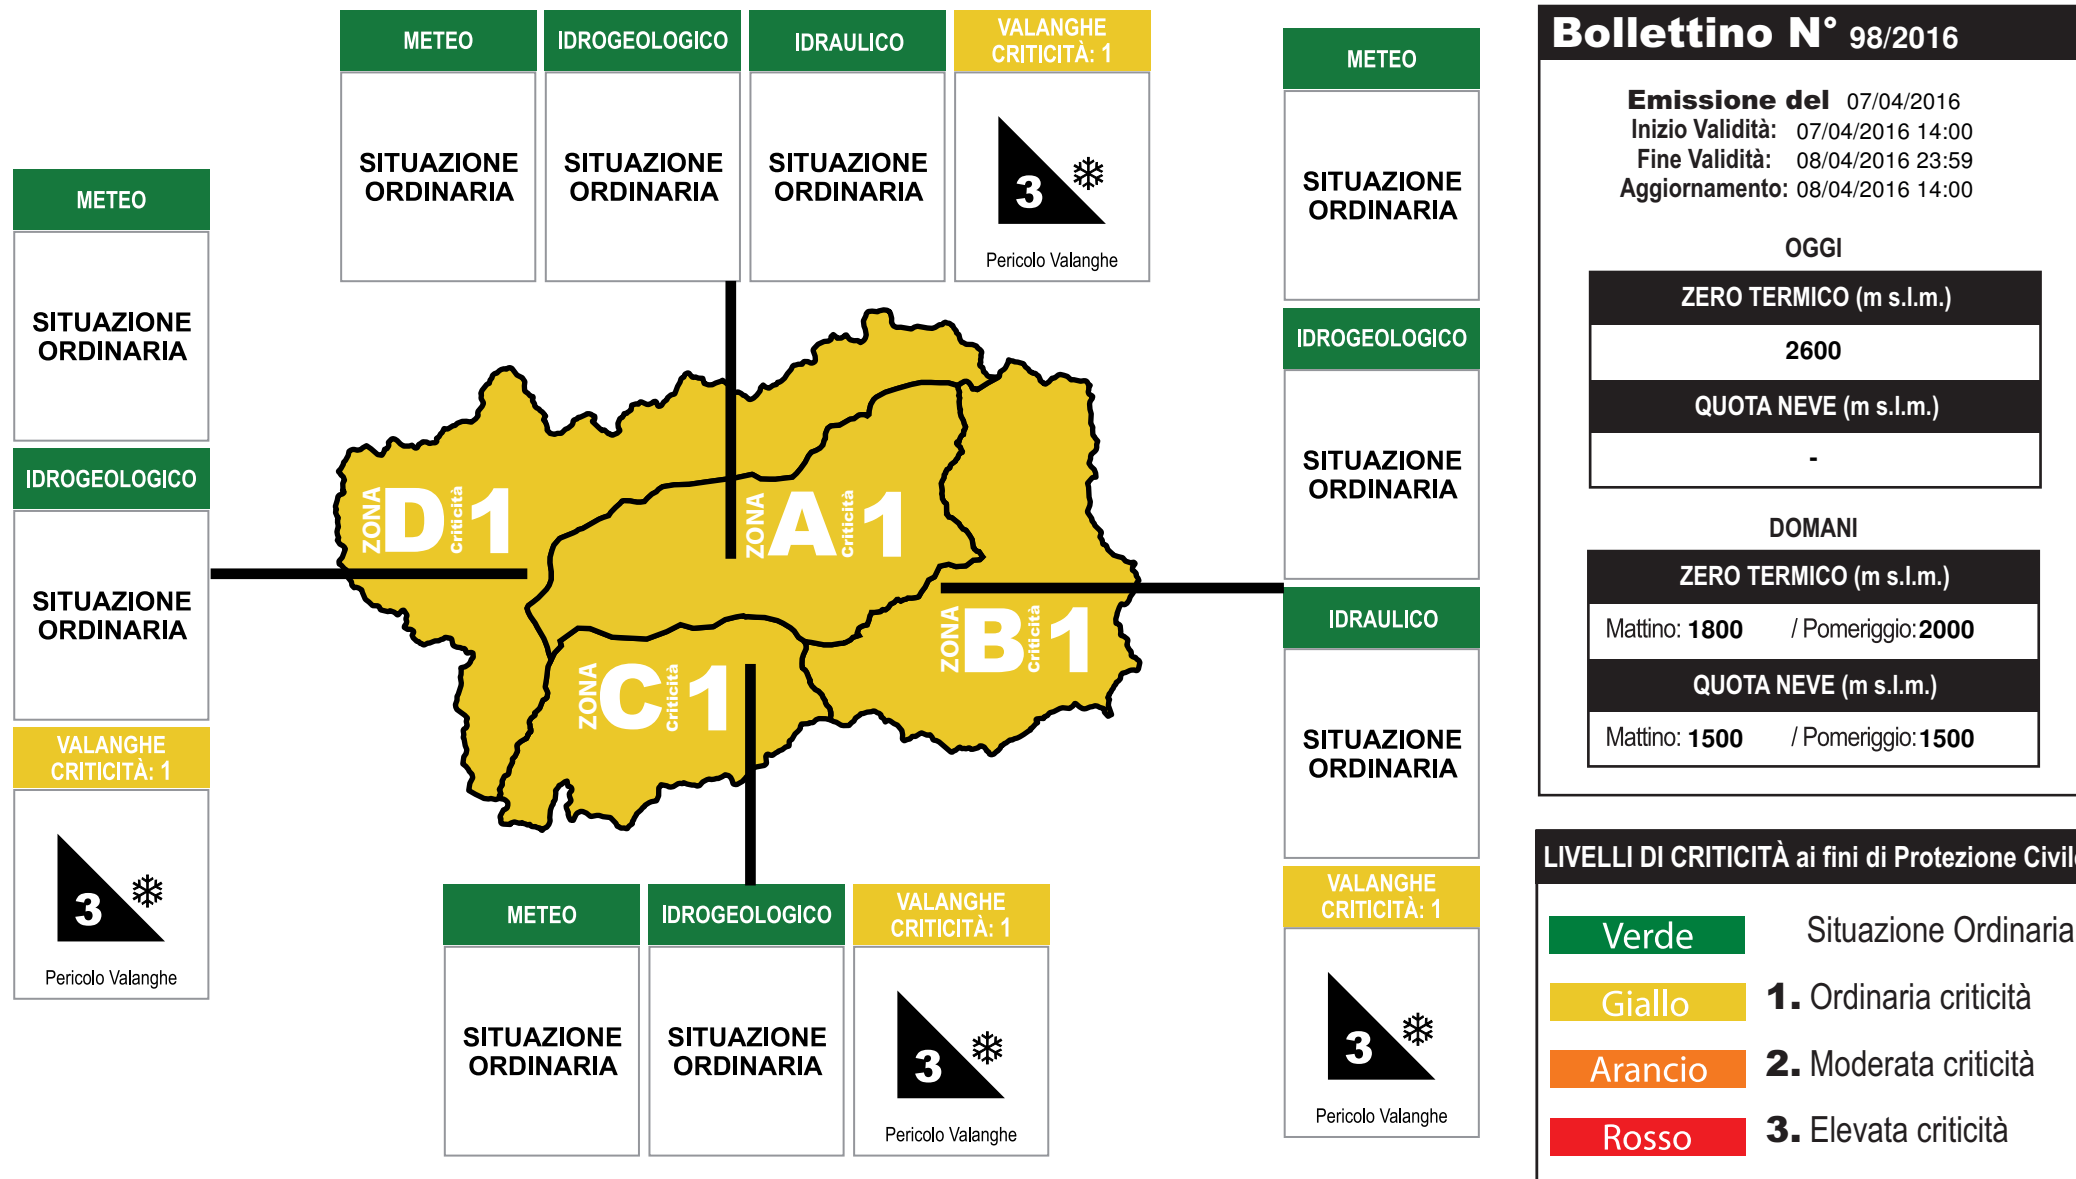 METEO
SITUAZIONE
ORDINARIA
IDROGEOLOGICO
SITUAZIONE
ORDINARIA
IDRAULICO
SITUAZIONE
ORDINARIA
VALANGHE
CRITICITÀ: 1
3
Pericolo Valanghe
METEO
SITUAZIONE
ORDINARIA
IDROGEOLOGICO
SITUAZIONE
ORDINARIA
VALANGHE
CRITICITÀ: 1
3
Pericolo Valanghe
ZONA D Criticità 1
ZONA A Criticità 1
ZONA B Criticità 1
ZONA C Criticità 1
METEO
SITUAZIONE
ORDINARIA
IDROGEOLOGICO
SITUAZIONE
ORDINARIA
VALANGHE
CRITICITÀ: 1
3
Pericolo Valanghe
METEO
SITUAZIONE
ORDINARIA
IDROGEOLOGICO
SITUAZIONE
ORDINARIA
IDRAULICO
SITUAZIONE
ORDINARIA
VALANGHE
CRITICITÀ: 1
3
Pericolo Valanghe
Bollettino N° 98/2016
Emissione del 07/04/2016
Inizio Validità: 07/04/2016 14:00
Fine Validità: 08/04/2016 23:59
Aggiornamento: 08/04/2016 14:00
OGGI
ZERO TERMICO (m s.l.m.)
2600
QUOTA NEVE (m s.l.m.)
-
DOMANI
ZERO TERMICO (m s.l.m.)
Mattino: 1800 / Pomeriggio: 2000
QUOTA NEVE (m s.l.m.)
Mattino: 1500 / Pomeriggio: 1500
LIVELLI DI CRITICITÀ ai fini di Protezione Civile
Verde Situazione Ordinaria
Giallo 1. Ordinaria criticità
Arancio 2. Moderata criticità
Rosso 3. Elevata criticità